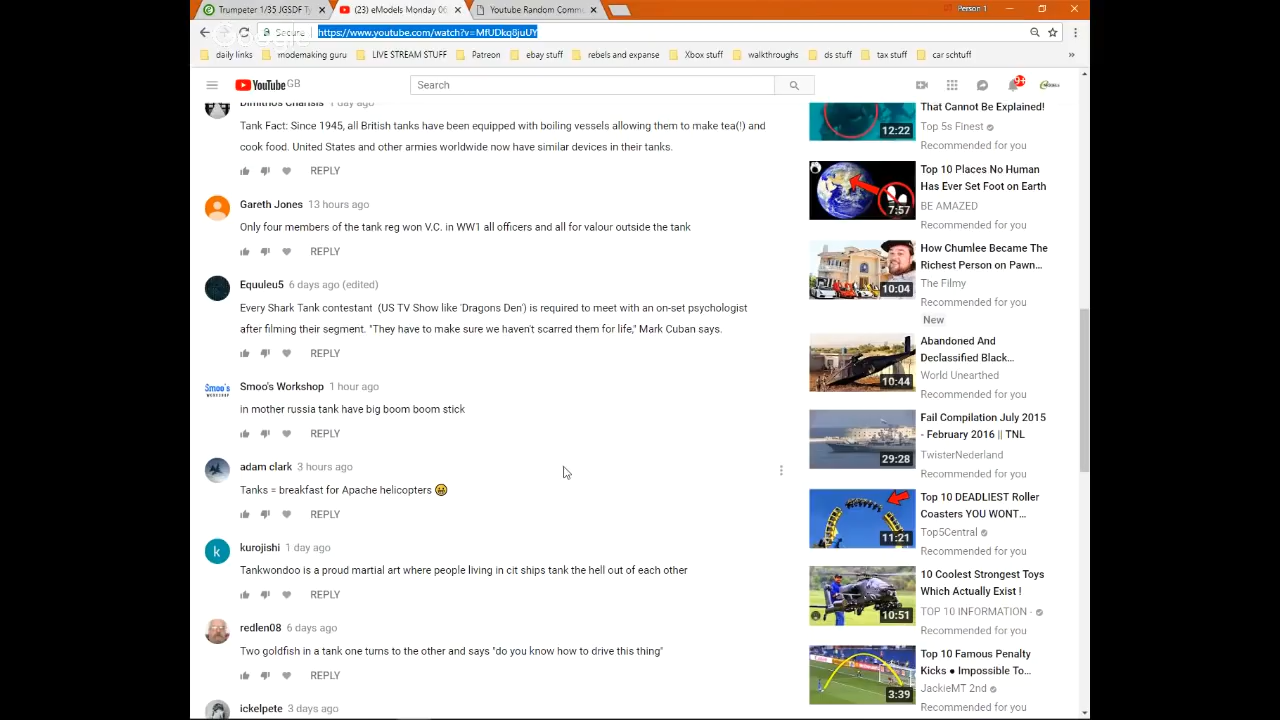 Trumpeter 1/35 JGSDF Ty
(23) eModels Monday 06
Youtube Random Comme
Person 1
Secure
https://www.youtube.com/watch?v=MfUDkq8juUY
daily links
modemaking guru
LIVE STREAM STUFF
Patreon
ebay stuff
rebels and expanse
Xbox stuff
walkthroughs
ds stuff
tax stuff
car schtuff
»
YouTube GB
Search
9+
Dimitrios Charisis 1 day ago
Tank Fact: Since 1945, all British tanks have been equipped with boiling vessels allowing them to make tea(!) and
cook food. United States and other armies worldwide now have similar devices in their tanks.
REPLY
Gareth Jones 13 hours ago
Only four members of the tank reg won V.C. in WW1 all officers and all for valour outside the tank
REPLY
Equuleu5 6 days ago (edited)
Every Shark Tank contestant (US TV Show like 'Dragons Den') is required to meet with an on-set psychologist
after filming their segment. "They have to make sure we haven't scarred them for life," Mark Cuban says.
REPLY
Smoo's
WORKSHOP
Smoo's Workshop 1 hour ago
in mother russia tank have big boom boom stick
REPLY
adam clark 3 hours ago
Tanks = breakfast for Apache helicopters 😀
REPLY
k
kurojishi 1 day ago
Tankwondoo is a proud martial art where people living in cit ships tank the hell out of each other
REPLY
redlen08 6 days ago
Two goldfish in a tank one turns to the other and says "do you know how to drive this thing"
REPLY
ickelpete 3 days ago
12:22
That Cannot Be Explained!
Top 5s Finest
Recommended for you
7:57
Top 10 Places No Human
Has Ever Set Foot on Earth
BE AMAZED
Recommended for you
10:04
How Chumlee Became The
Richest Person on Pawn...
The Filmy
Recommended for you
New
10:44
Abandoned And
Declassified Black...
World Unearthed
Recommended for you
29:28
Fail Compilation July 2015
- February 2016 || TNL
TwisterNederland
Recommended for you
11:21
Top 10 DEADLIEST Roller
Coasters YOU WONT...
Top5Central
Recommended for you
10:51
10 Coolest Strongest Toys
Which Actually Exist !
TOP 10 INFORMATION -
Recommended for you
3:39
Top 10 Famous Penalty
Kicks ● Impossible To...
JackieMT 2nd
Recommended for you